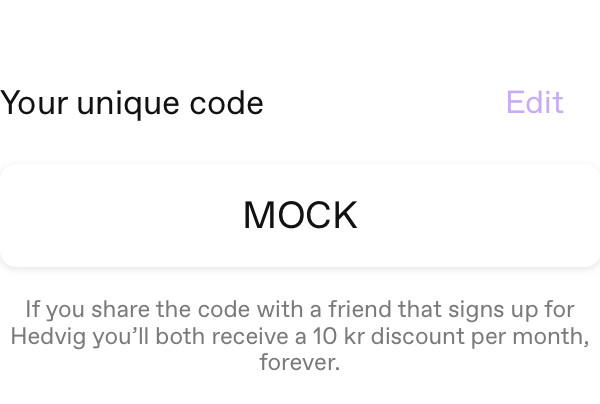 Your unique code
Edit
MOCK
If you share the code with a friend that signs up for
Hedvig you’ll both receive a 10 kr discount per month,
forever.